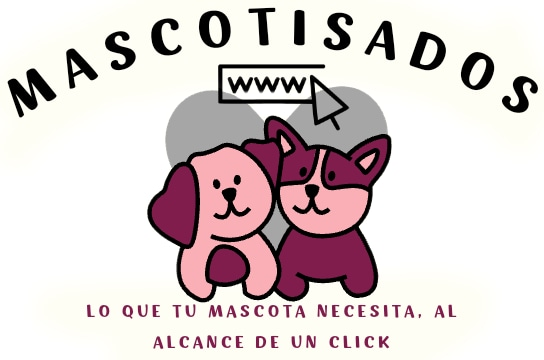 MASCOTISADOS
WWW
LO QUE TU MASCOTA NECESITA, AL
ALCANCE DE UN CLICK